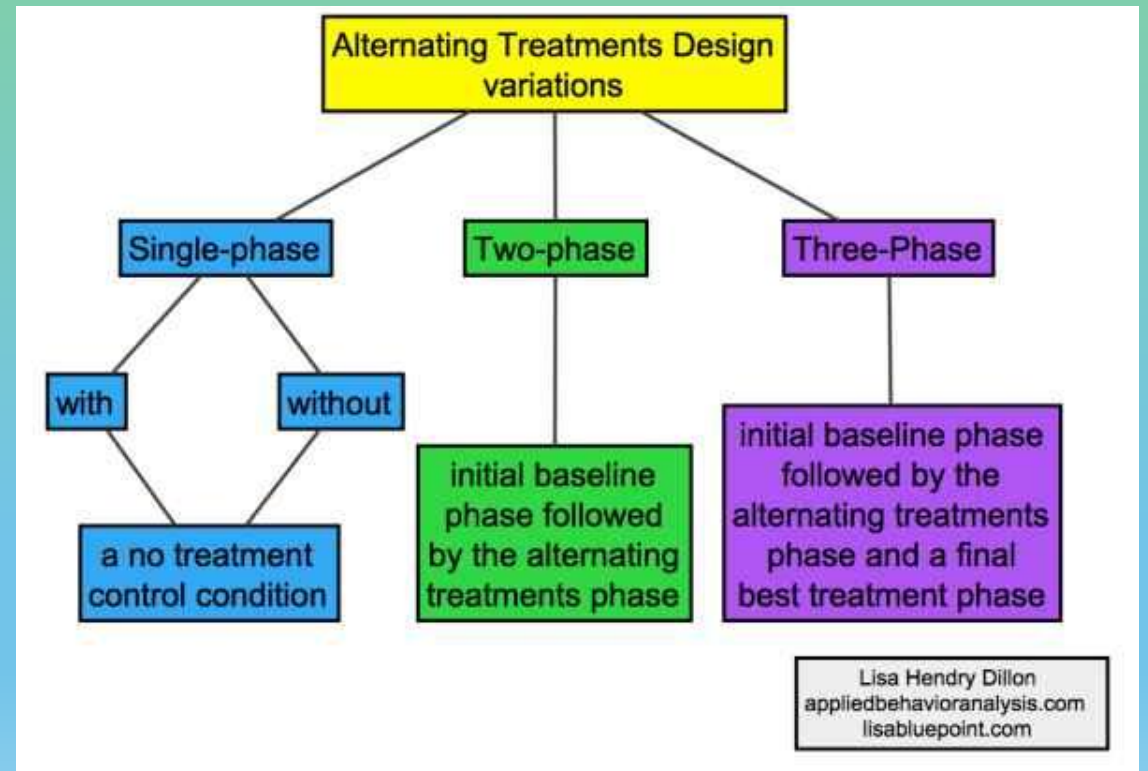 Alternating Treatments Design
variations
Single-phase
Two-phase
Three-Phase
with
without
a no treatment
control condition
initial baseline
phase followed
by the alternating
treatments phase
initial baseline phase
followed by the
alternating treatments
phase and a final
best treatment phase
Lisa Hendry Dillon
appliedbehavioranalysis.com
lisabluepoint.com